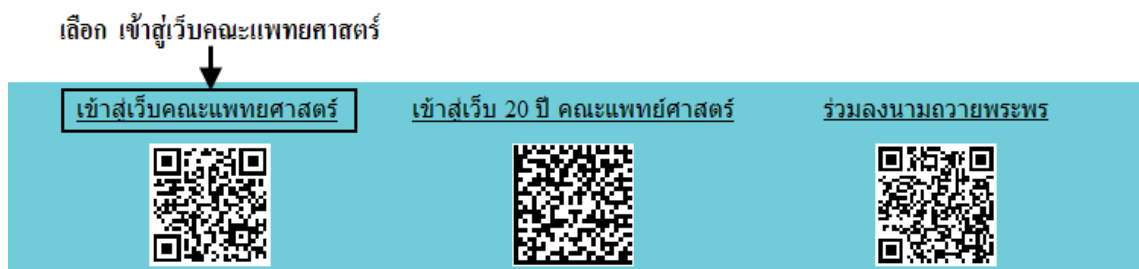 เลือก เข้าสู่เว็บคณะแพทยศาสตร์
เข้าสู่เว็บคณะแพทยศาสตร์ เข้าสู่เว็บ 20 ปี คณะแพทย์ศาสตร์ ร่วมลงนามถวายพระพร